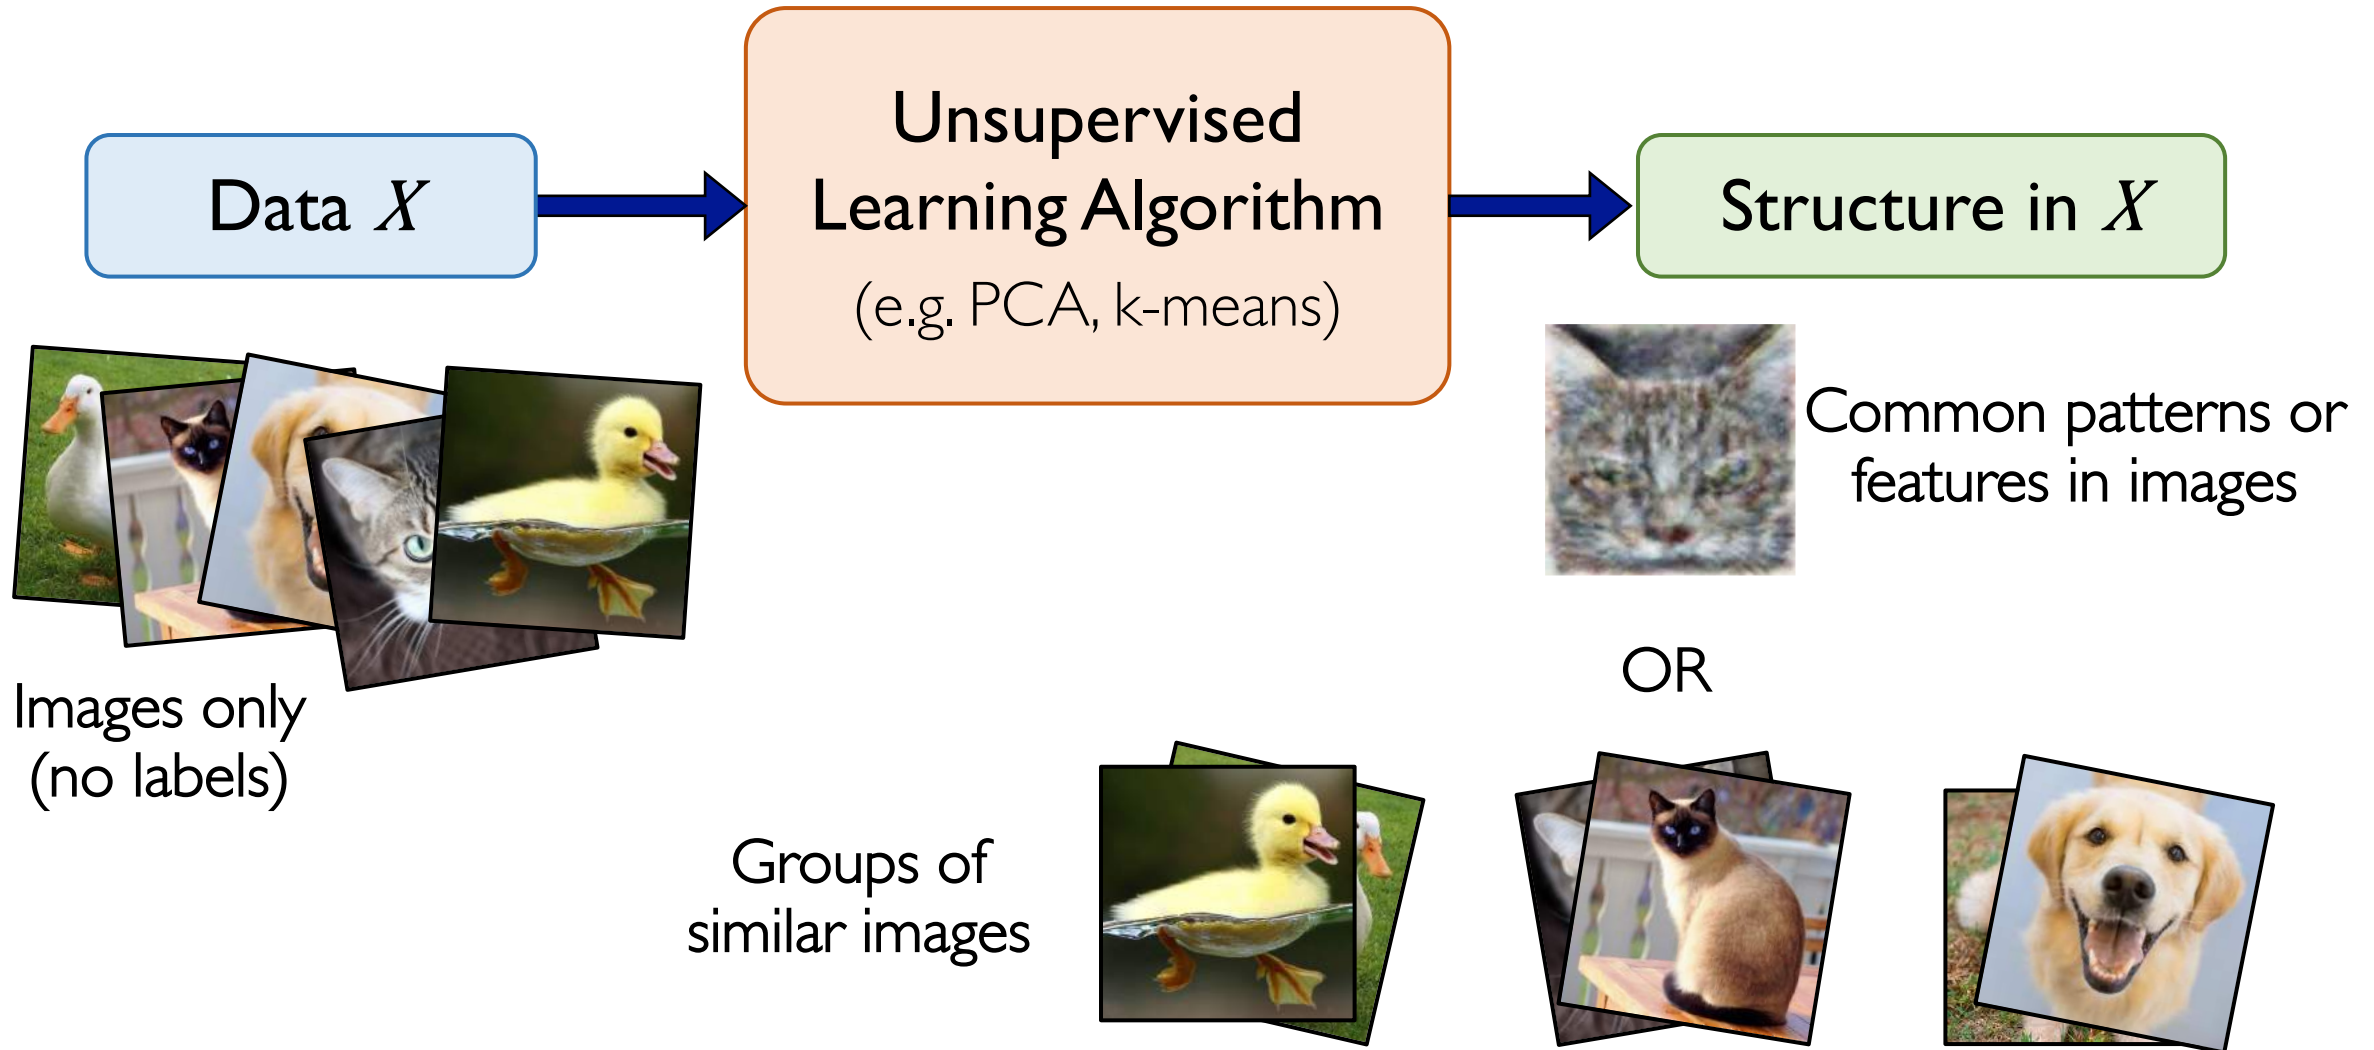 Data X
Unsupervised
Learning Algorithm
(e.g. PCA, k-means)
Structure in X
Images only
(no labels)
Common patterns or
features in images
OR
Groups of
similar images